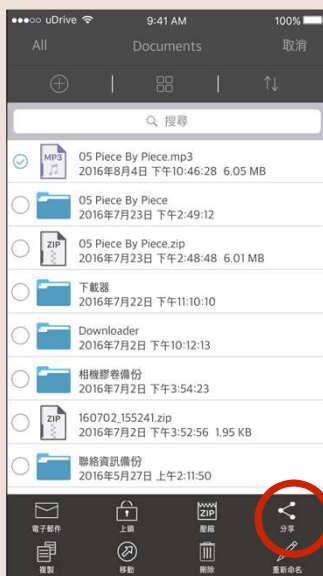 uDrive 9:41 AM 100%
All Documents 取消
搜尋
MP3 05 Piece By Piece.mp3
2016年8月4日 下午10:46:28 6.05 MB
05 Piece By Piece
2016年7月23日 下午2:49:12
ZIP 05 Piece By Piece.zip
2016年7月23日 下午2:48:48 6.01 MB
下載器
2016年7月22日 下午11:10:10
Downloader
2016年7月2日 下午10:12:13
相機膠卷備份
2016年7月2日 下午3:54:23
ZIP 160702_155241.zip
2016年7月2日 下午3:52:56 1.95 KB
聯絡資訊備份
2016年5月27日 上午2:11:50
ZIP
電子郵件 上鎖 壓縮 分享
複製 移動 刪除 重新命名